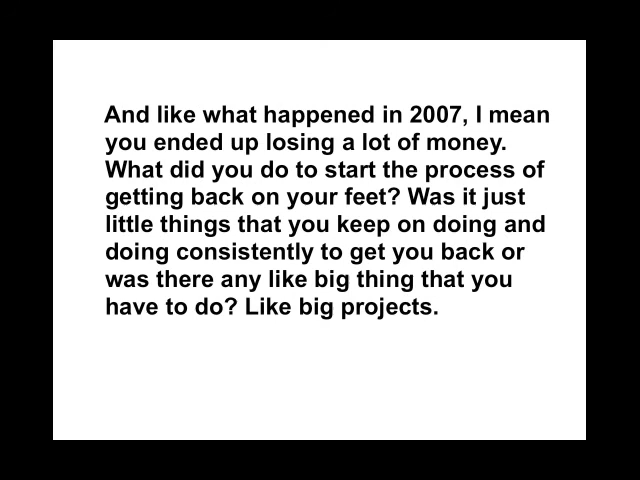 And like what happened in 2007, I mean
you ended up losing a lot of money.
What did you do to start the process of
getting back on your feet? Was it just
little things that you keep on doing and
doing consistently to get you back or
was there any like big thing that you
have to do? Like big projects.